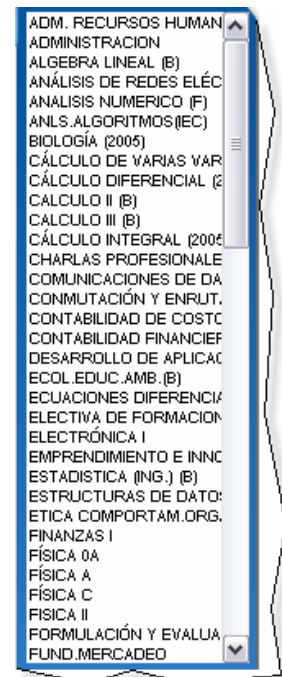 ADM. RECURSOS HUMAN
ADMINISTRACION
ALGEBRA LINEAL (B)
ANÁLISIS DE REDES ELÉC
ANALISIS NUMERICO (F)
ANLS.ALGORITMOS(IEC)
BIOLOGÍA (2005)
CÁLCULO DE VARIAS VAR
CÁLCULO DIFERENCIAL (2
CALCULO II (B)
CALCULO III (B)
CÁLCULO INTEGRAL (2005
CHARLAS PROFESIONALE
COMUNICACIONES DE DA
CONMUTACIÓN Y ENRUT.
CONTABILIDAD DE COSTO
CONTABILIDAD FINANCIER
DESARROLLO DE APLICAC
ECOL.EDUC.AMB.(B)
ECUACIONES DIFERENCIA
ELECTIVA DE FORMACION
ELECTRÓNICA I
EMPRENDIMIENTO E INNO
ESTADISTICA (ING.) (B)
ESTRUCTURAS DE DATO
ETICA COMPORTAM.ORG.
FINANZAS I
FÍSICA 0A
FÍSICA A
FÍSICA C
FISICA II
FORMULACIÓN Y EVALUA
FUND.MERCADEO